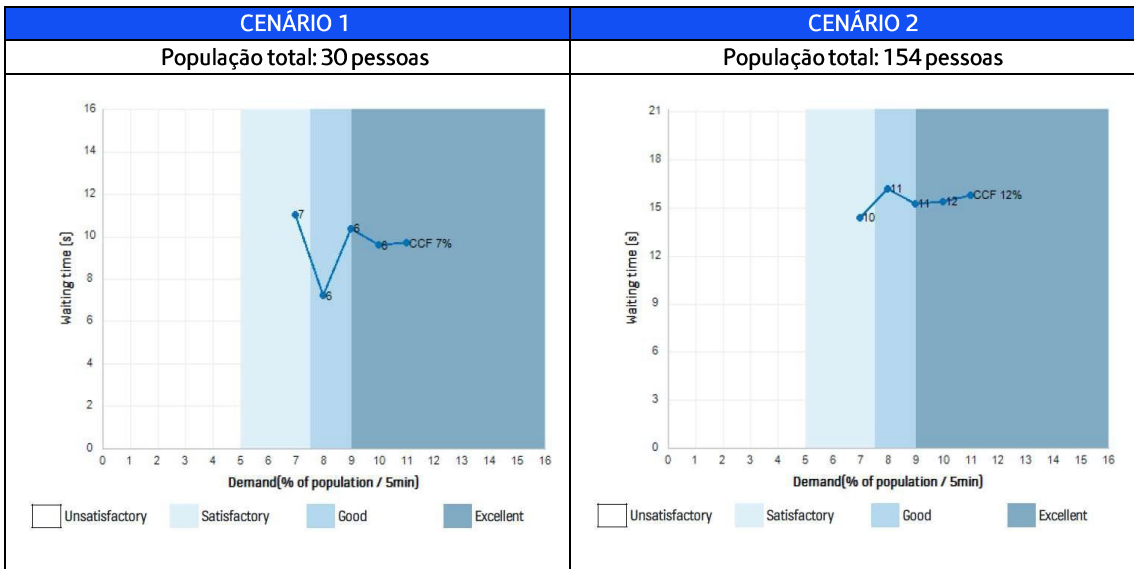 CENÁRIO 1
População total: 30 pessoas
16
14
12
10
8
6
4
2
0
Waiting time (s)
7
6
6
6
CCF 7%
0 1 2 3 4 5 6 7 8 9 10 11 12 13 14 15 16
Demand(% of population / 5min)
Unsatisfactory Satisfactory Good Excellent
CENÁRIO 2
População total: 154 pessoas
21
18
15
12
9
6
3
0
Waiting time (s)
10
11
11
12
CCF 12%
0 1 2 3 4 5 6 7 8 9 10 11 12 13 14 15 16
Demand(% of population / 5min)
Unsatisfactory Satisfactory Good Excellent